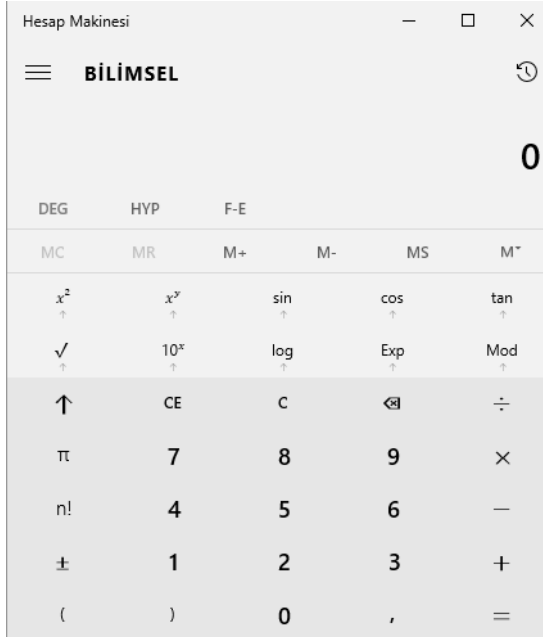 Hesap Makinesi
BİLİMSEL
0
DEG HYP F-E
MC MR M+ M- MS M˅
x² xʸ sin cos tan
√ 10ˣ log Exp Mod
↑ CE C ⌫ ÷
π 7 8 9 ×
n! 4 5 6 −
± 1 2 3 +
( ) 0 , =